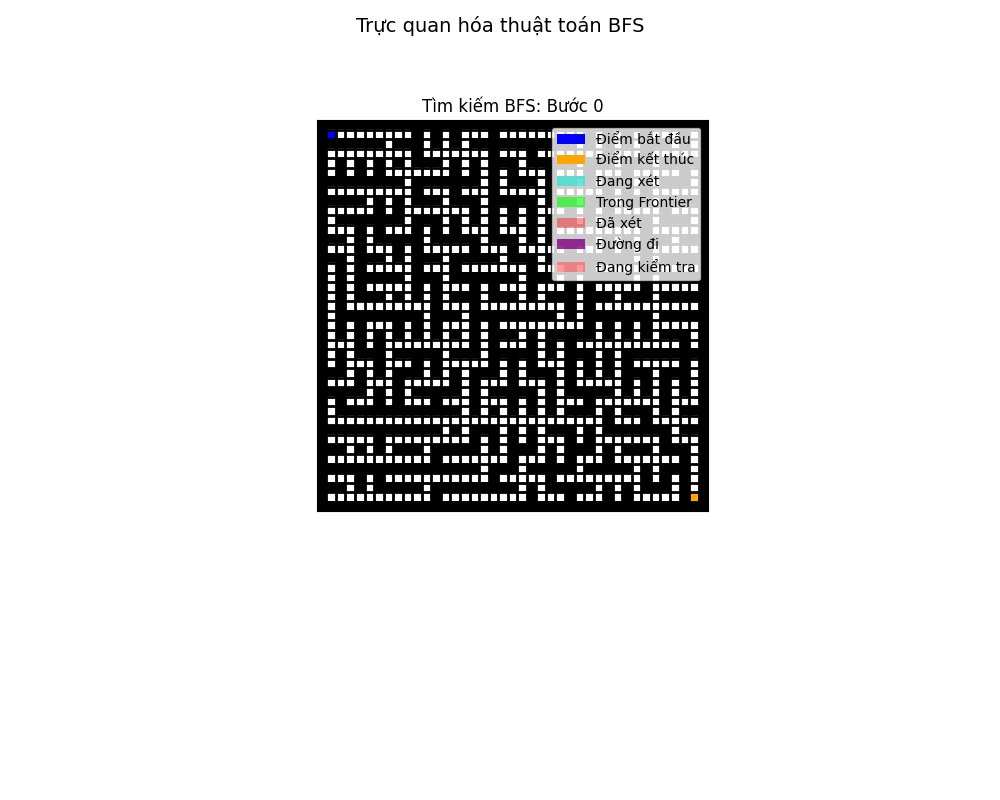 Trực quan hóa thuật toán BFS
Tìm kiếm BFS: Bước 0
Điểm bắt đầu
Điểm kết thúc
Đang xét
Trong Frontier
Đã xét
Đường đi
Đang kiểm tra